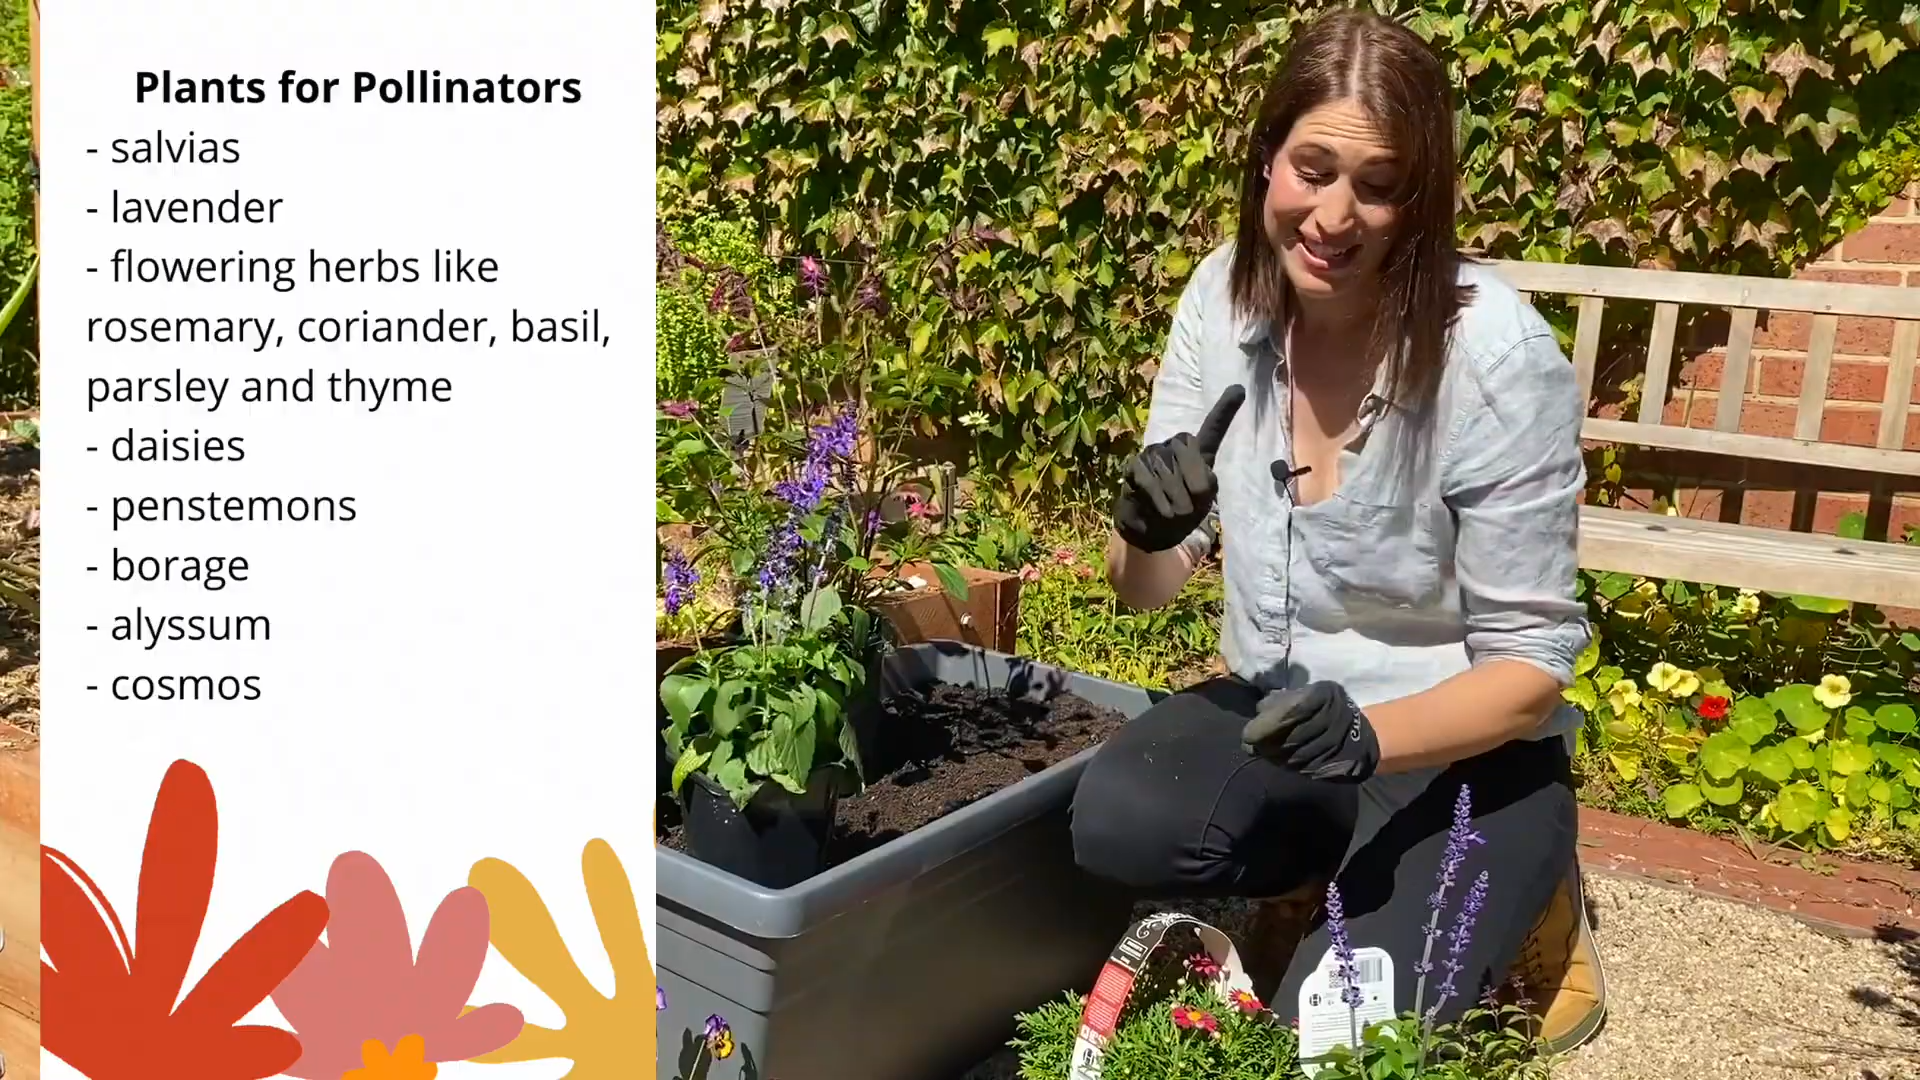 Plants for Pollinators
- salvias
- lavender
- flowering herbs like
rosemary, coriander, basil,
parsley and thyme
- daisies
- penstemons
- borage
- alyssum
- cosmos